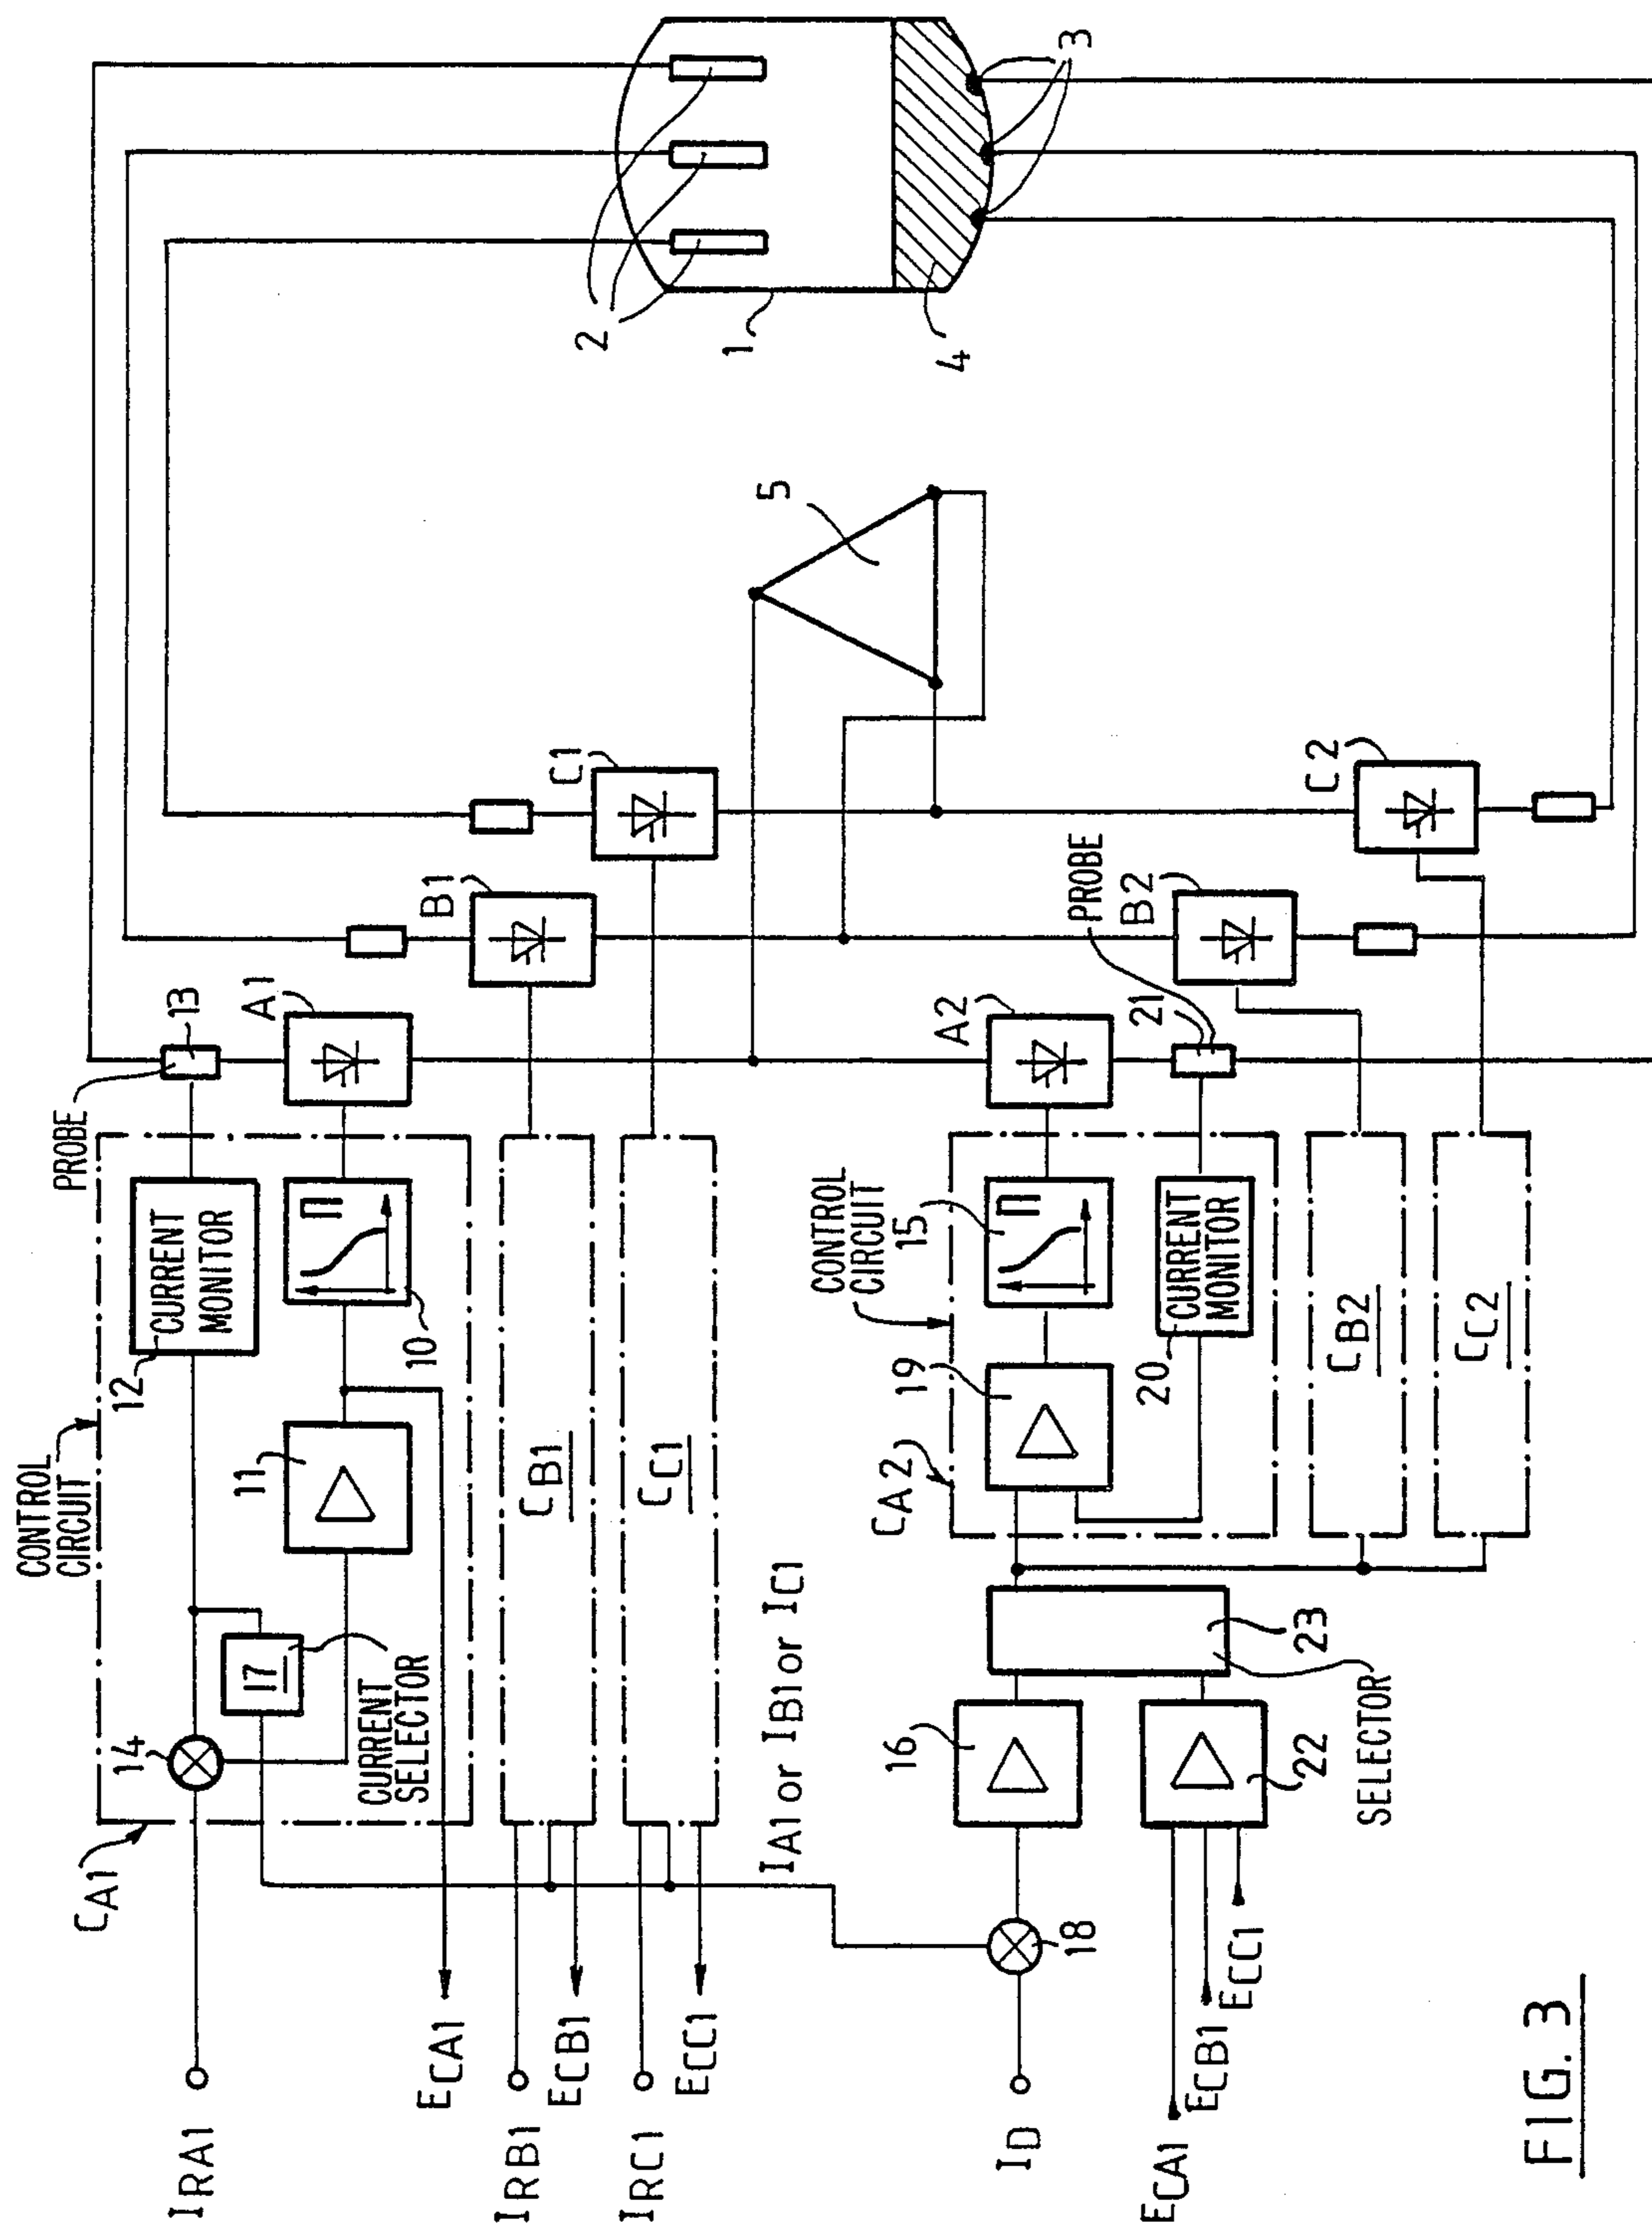 CONTROL
CIRCUIT
PROBE
CA1
IRA1
14
17
CURRENT
SELECTOR
12
CURRENT
MONITOR
11
10
13
A1
B1
C1
ECA1
IRB1
ECB1
IRC1
ECC1
CB1
CC1
IA1 or IB1 or IC1
2
1
4
3
5
CONTROL
CIRCUIT
CA2
15
19
20
CURRENT
MONITOR
A2
21
PROBE
B2
C2
CB2
CC2
ID
18
16
22
23
SELECTOR
ECA1
ECB1
ECC1
FIG. 3